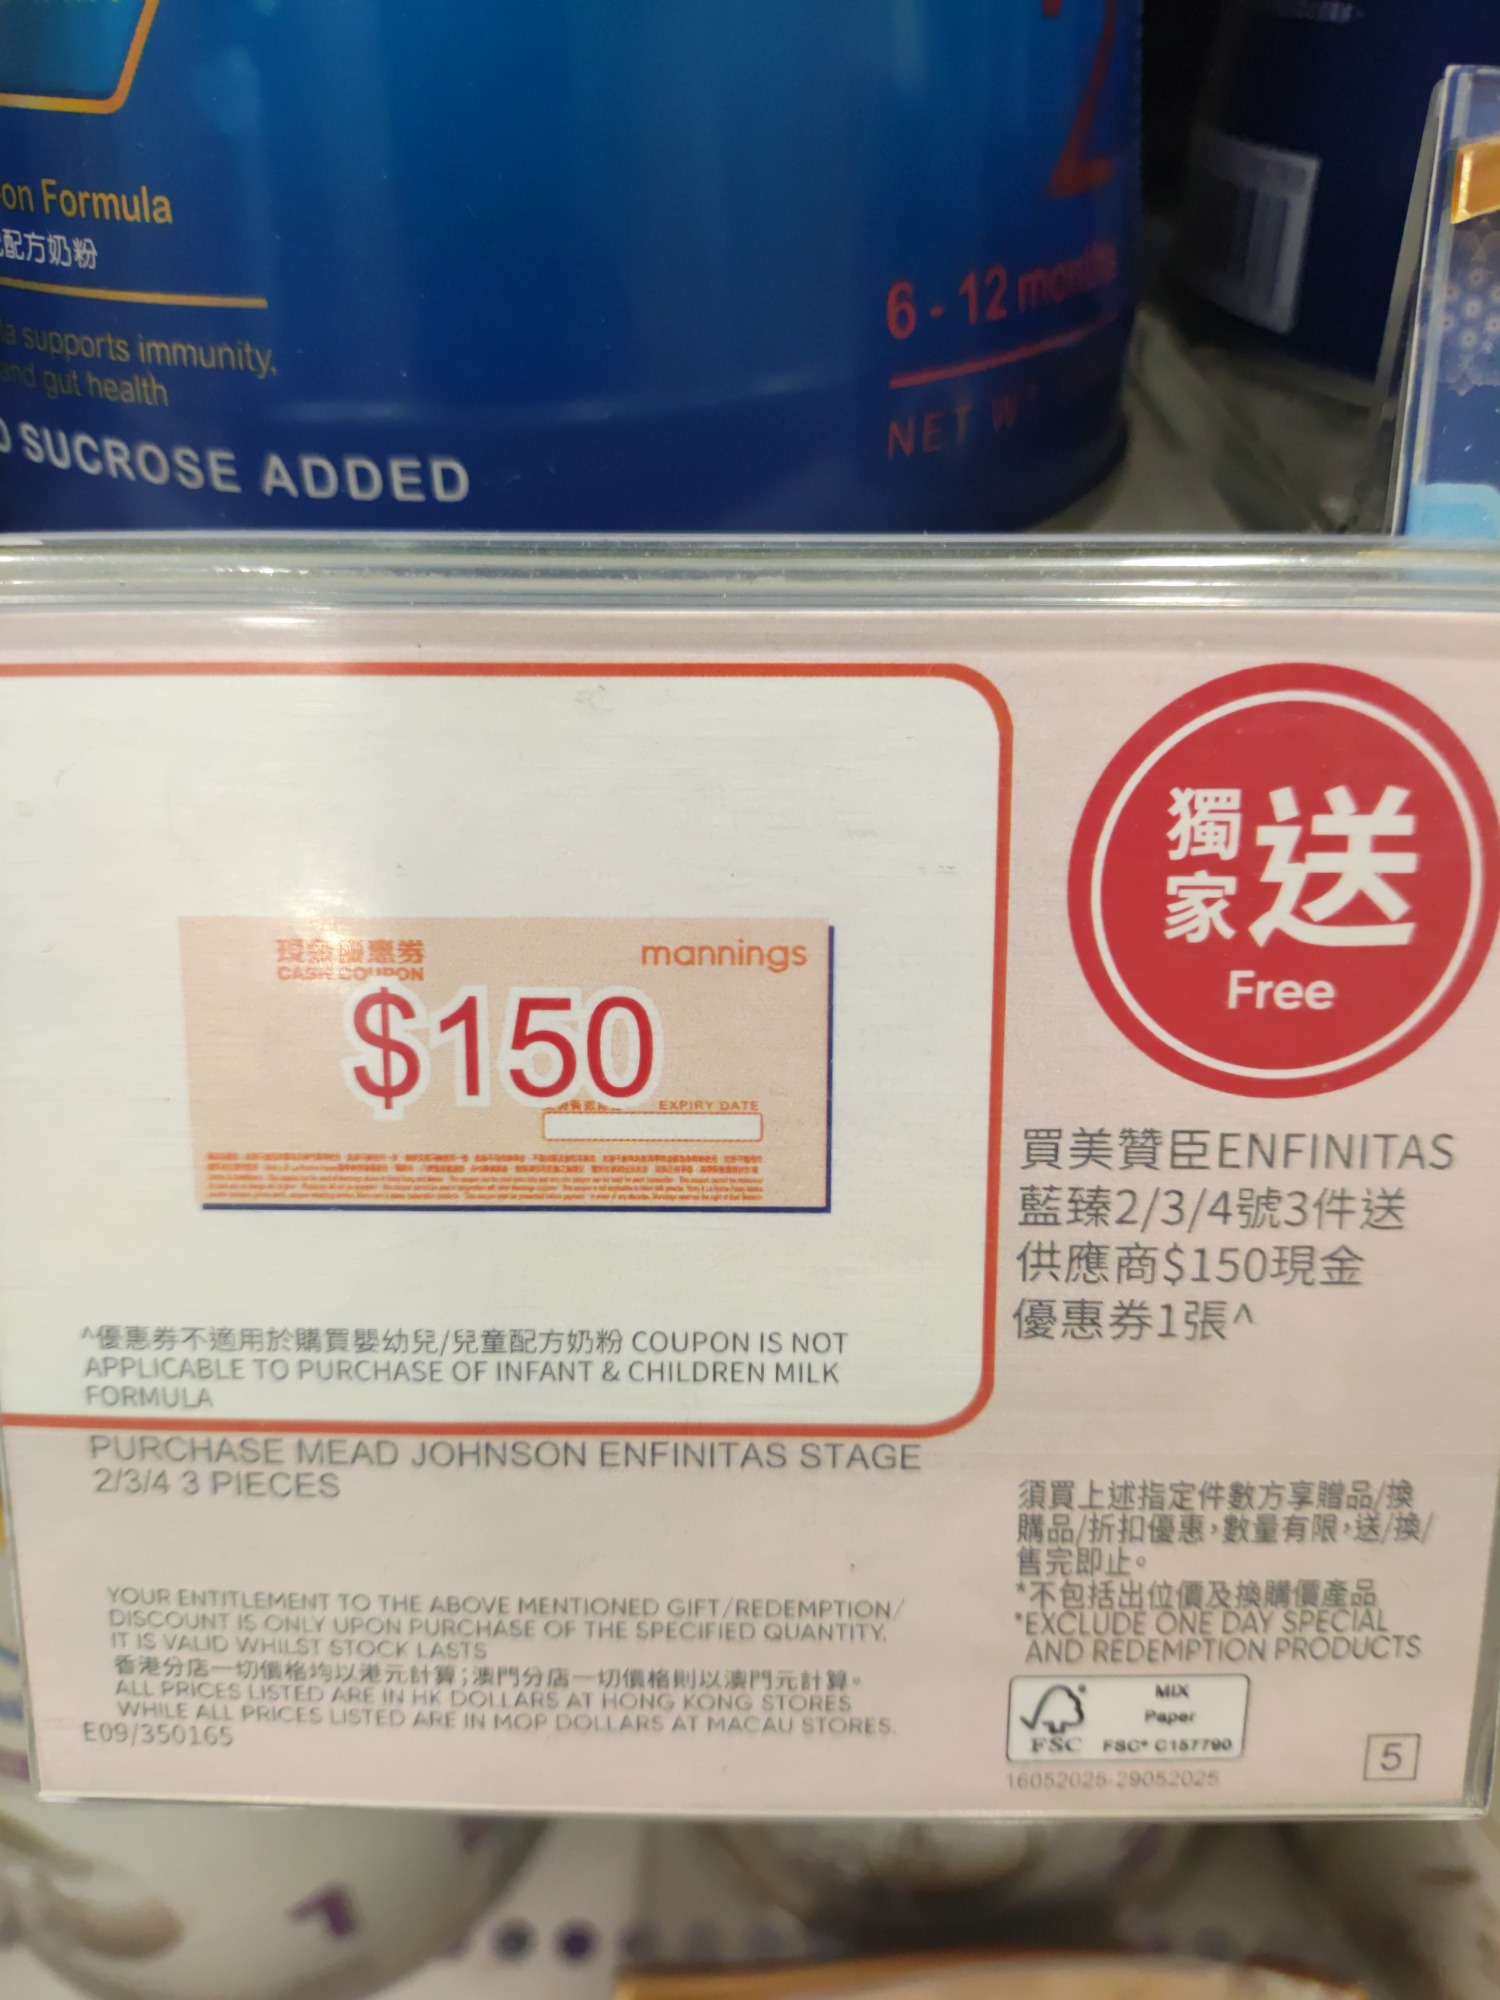 on Formula
配方奶粉
supports immunity,
and gut health
SUCROSE ADDED
2
6 - 12 months
NET WT
獨家送
Free
現金優惠券
CASH COUPON
mannings
$150
EXPIRY DATE
買美贊臣ENFINITAS
藍臻2/3/4號3件送
供應商$150現金
優惠券1張^
^優惠券不適用於購買嬰幼兒/兒童配方奶粉 COUPON IS NOT
APPLICABLE TO PURCHASE OF INFANT & CHILDREN MILK
FORMULA
PURCHASE MEAD JOHNSON ENFINITAS STAGE
2/3/4 3 PIECES
須買上述指定件數方享贈品/換
購品/折扣優惠，數量有限，送/換/
售完即止。
*不包括出位價及換購價產品
*EXCLUDE ONE DAY SPECIAL
AND REDEMPTION PRODUCTS
YOUR ENTITLEMENT TO THE ABOVE MENTIONED GIFT/REDEMPTION/
DISCOUNT IS ONLY UPON PURCHASE OF THE SPECIFIED QUANTITY.
IT IS VALID WHILST STOCK LASTS
香港分店一切價格均以港元計算；澳門分店一切價格則以澳門元計算。
ALL PRICES LISTED ARE IN HK DOLLARS AT HONG KONG STORES
WHILE ALL PRICES LISTED ARE IN MOP DOLLARS AT MACAU STORES.
E09/350165
FSC
MIX
Paper
FSC® C157790
16052025-29052025
5